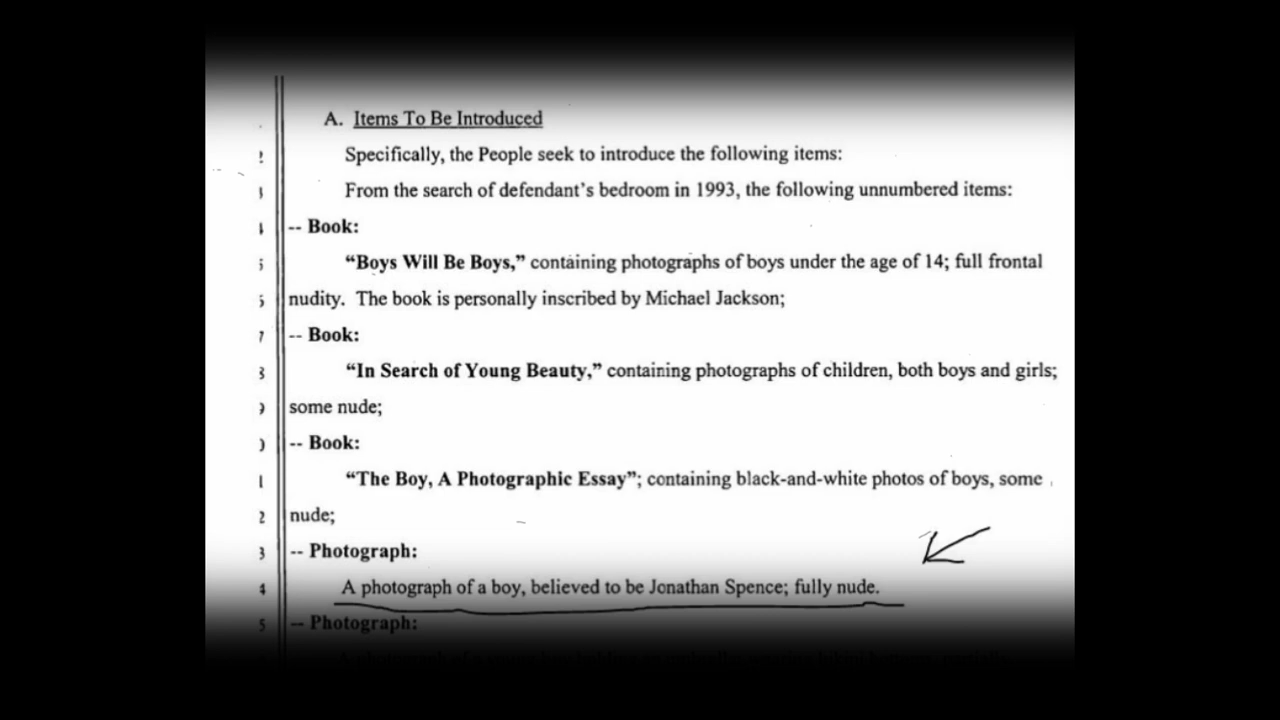 A. Items To Be Introduced
Specifically, the People seek to introduce the following items:
From the search of defendant's bedroom in 1993, the following unnumbered items:
-- Book:
“Boys Will Be Boys,” containing photographs of boys under the age of 14; full frontal
nudity. The book is personally inscribed by Michael Jackson;
-- Book:
“In Search of Young Beauty,” containing photographs of children, both boys and girls;
some nude;
-- Book:
“The Boy, A Photographic Essay”; containing black-and-white photos of boys, some
nude;
-- Photograph:
A photograph of a boy, believed to be Jonathan Spence; fully nude.
-- Photograph: